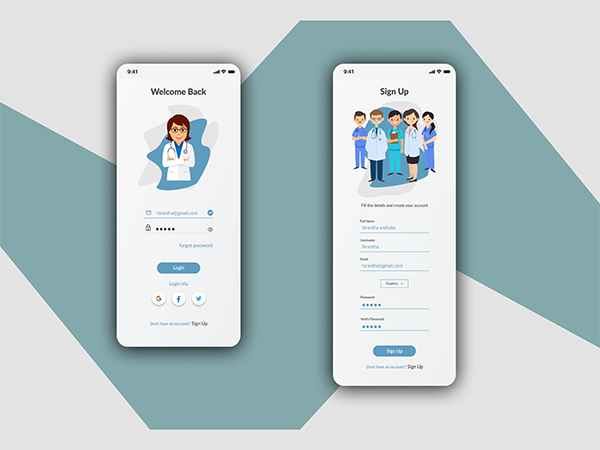 9:41
Welcome Back
hirantha@gmail.com
*****
forgot password
Login
Login Via
G f
Dont have an account? Sign Up
9:41
Sign Up
Fill the details and create your account
Full Name
hirantha wellvita
Username
hirantha
Email
hirantha@gmail.com
Country
Password
*****
Verify Password
*****
Sign Up
Dont have an account? Sign Up